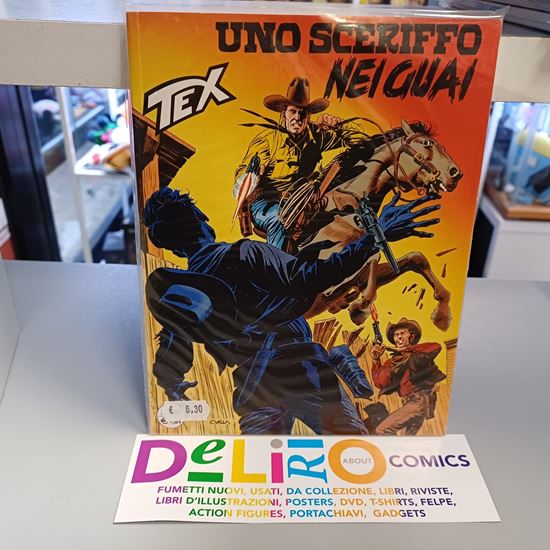 UNO SCERIFFO
NEI GUAI
TEX
€ 6.30
DeLiRiO
ABOUT
COMICS
FUMETTI NUOVI, USATI, DA COLLEZIONE, LIBRI, RIVISTE,
LIBRI D'ILLUSTRAZIONI, POSTERS, DVD, T-SHIRTS, FELPE,
ACTION FIGURES, PORTACHIAVI, GADGETS